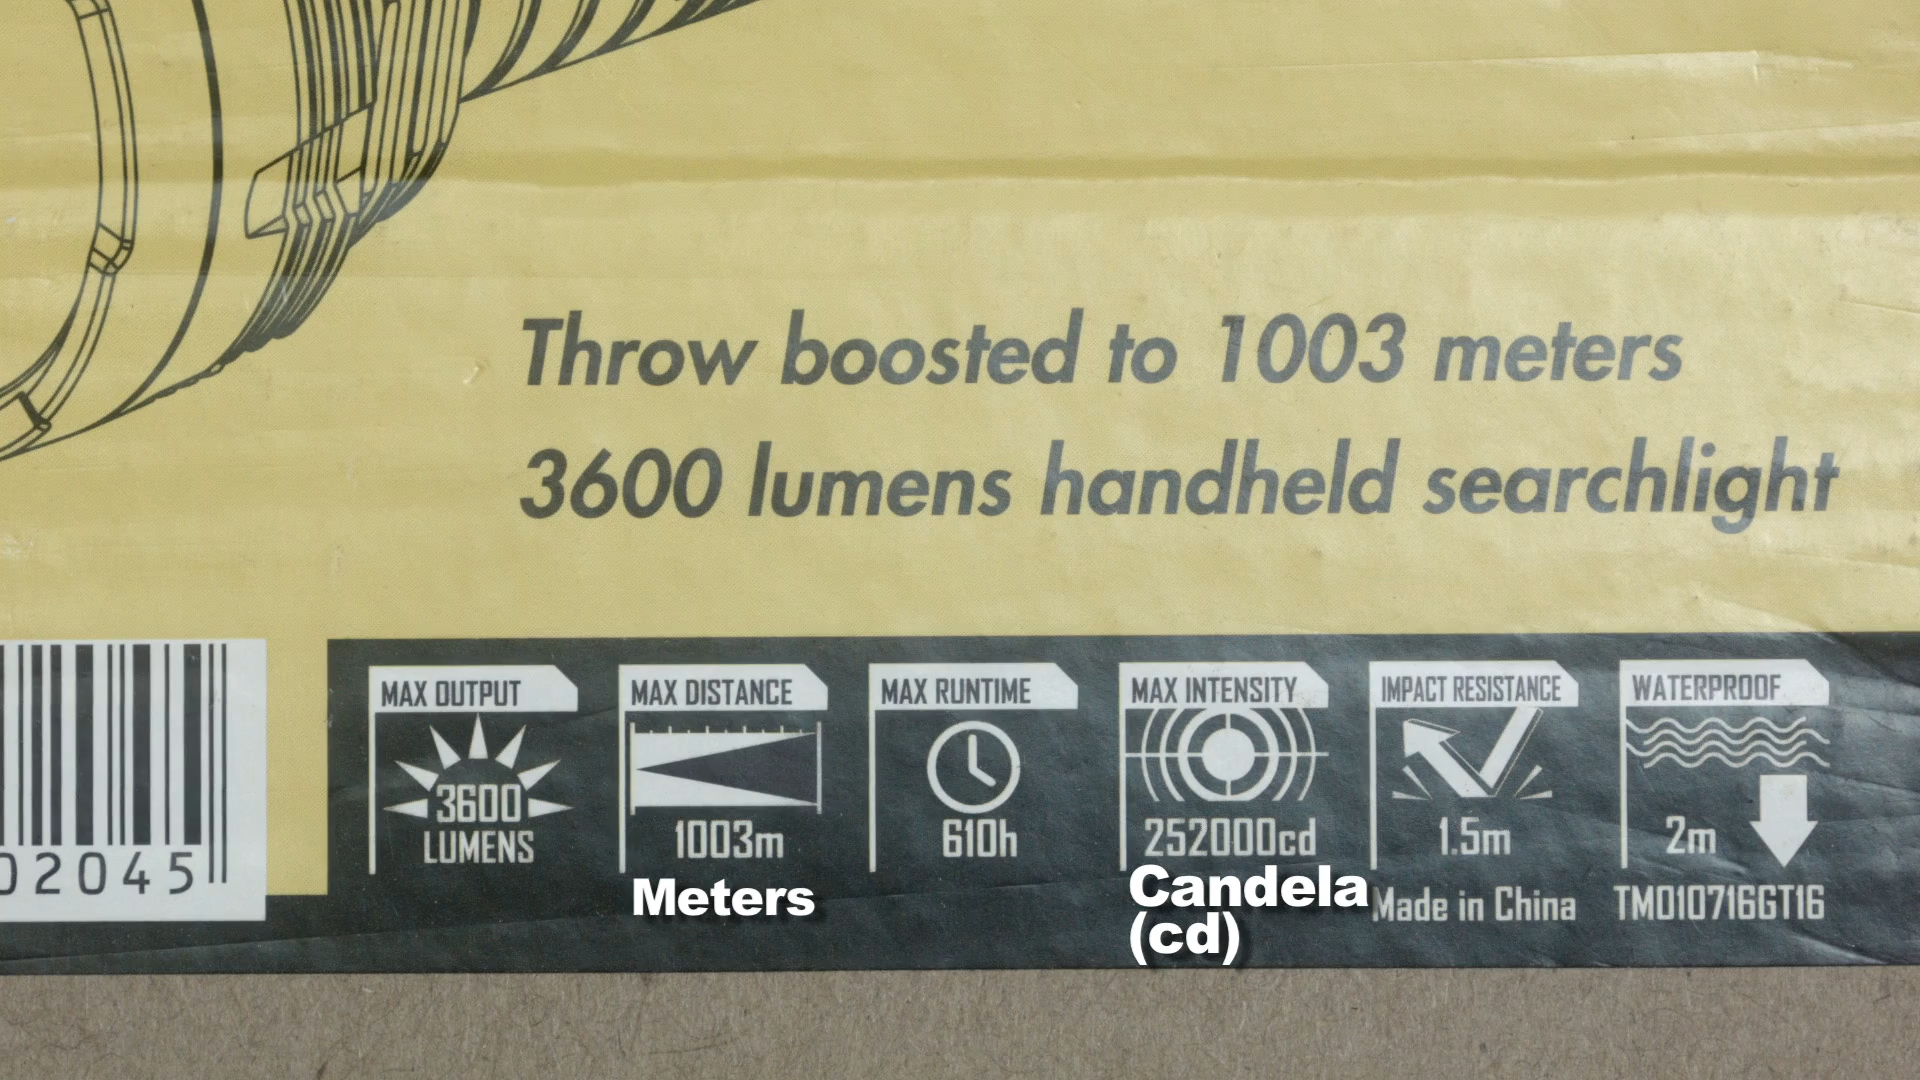 Throw boosted to 1003 meters
3600 lumens handheld searchlight
02045
MAX OUTPUT
3600
LUMENS
MAX DISTANCE
1003m
Meters
MAX RUNTIME
610h
MAX INTENSITY
252000cd
Candela
(cd)
IMPACT RESISTANCE
1.5m
WATERPROOF
2m
Made in China
TM010716GT16